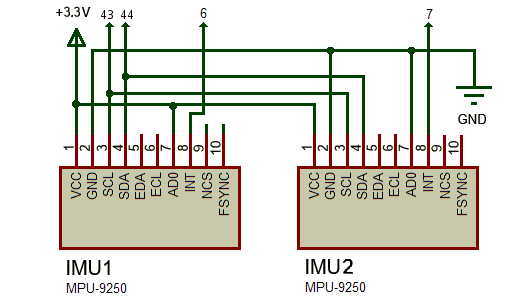 +3.3V 43 44 6 7
GND
1 2 3 4 5 6 7 8 9 10
VCC GND SCL SDA EDA ECL AD0 INT NCS FSYNC
1 2 3 4 5 6 7 8 9 10
VCC GND SCL SDA EDA ECL AD0 INT NCS FSYNC
IMU1
MPU-9250
IMU2
MPU-9250